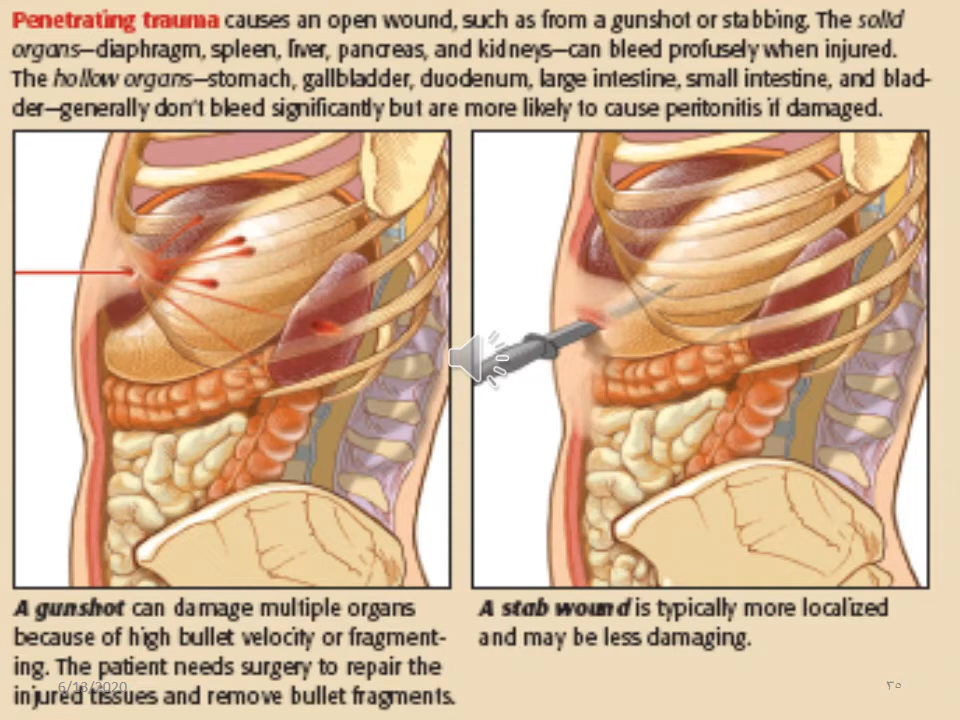 Penetrating trauma causes an open wound, such as from a gunshot or stabbing. The solid
organs—diaphragm, spleen, liver, pancreas, and kidneys—can bleed profusely when injured.
The hollow organs—stomach, gallbladder, duodenum, large intestine, small intestine, and blad-
der—generally don't bleed significantly but are more likely to cause peritonitis if damaged.
A gunshot can damage multiple organs
because of high bullet velocity or fragment-
ing. The patient needs surgery to repair the
injured tissues and remove bullet fragments.
A stab wound is typically more localized
and may be less damaging.
6/13/2020
٣٥